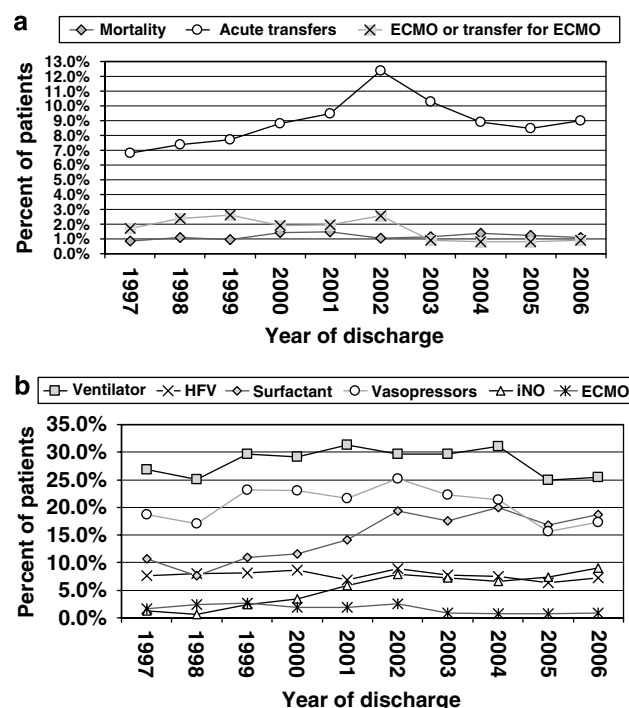 a
Mortality Acute transfers ECMO or transfer for ECMO
Percent of patients
13.0%
12.0%
11.0%
10.0%
9.0%
8.0%
7.0%
6.0%
5.0%
4.0%
3.0%
2.0%
1.0%
0.0%
1997 1998 1999 2000 2001 2002 2003 2004 2005 2006
Year of discharge
b
Ventilator HFV Surfactant Vasopressors iNO ECMO
Percent of patients
35.0%
30.0%
25.0%
20.0%
15.0%
10.0%
5.0%
0.0%
1997 1998 1999 2000 2001 2002 2003 2004 2005 2006
Year of discharge